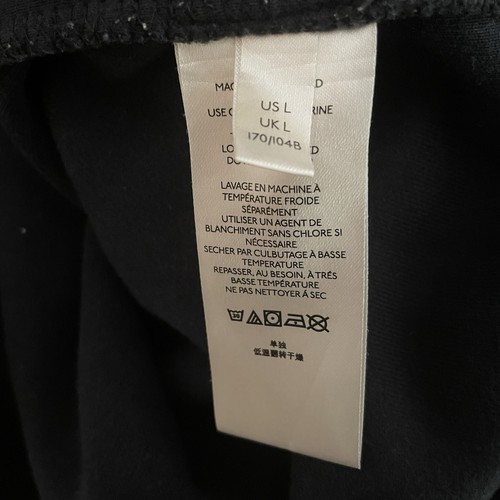 US L
UK L
170/104B
LAVAGE EN MACHINE À
TEMPÉRATURE FROIDE
SÉPARÉMENT
UTILISER UN AGENT DE
BLANCHIMENT SANS CHLORE SI
NÉCESSAIRE
SECHER PAR CULBUTAGE À BASSE
TEMPERATURE
REPASSER, AU BESOIN, À TRÉS
BASSE TEMPÉRATURE
NE PAS NETTOYER Á SEC
单独
低温翻转干燥